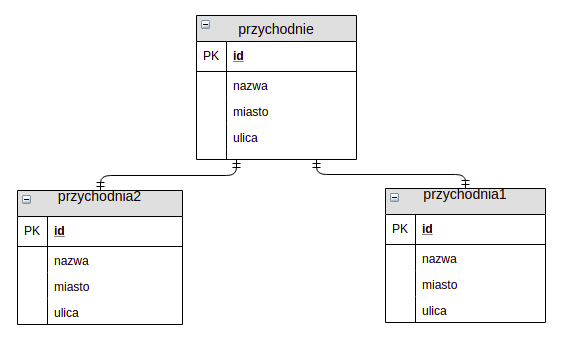 przychodnie
PK id
nazwa
miasto
ulica
przychodnia2
PK id
nazwa
miasto
ulica
przychodnia1
PK id
nazwa
miasto
ulica